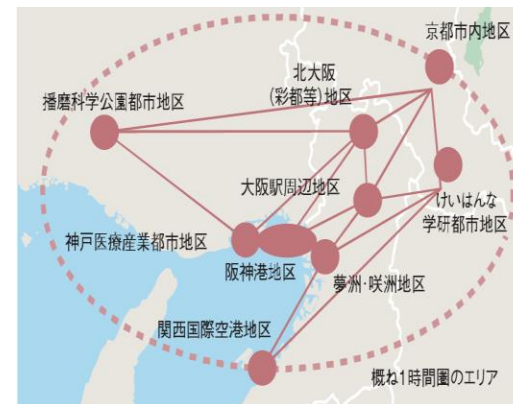 京都市内地区
北大阪
(彩都等)地区
播磨科学公園都市地区
大阪駅周辺地区
けいはんな
学研都市地区
神戸医療産業都市地区
阪神港地区
夢洲・咲洲地区
関西国際空港地区
概ね1時間圏のエリア